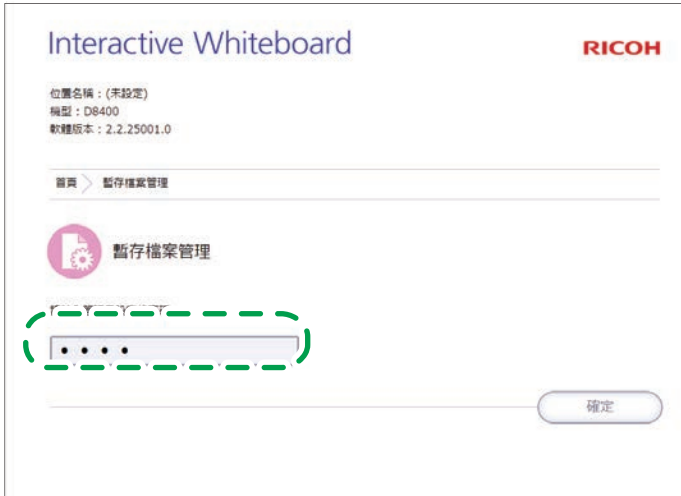 Interactive Whiteboard
RICOH
位置名稱：(未設定)
機型：D8400
軟體版本：2.2.25001.0
首頁 〉 暫存檔案管理
暫存檔案管理
• • • •
確定